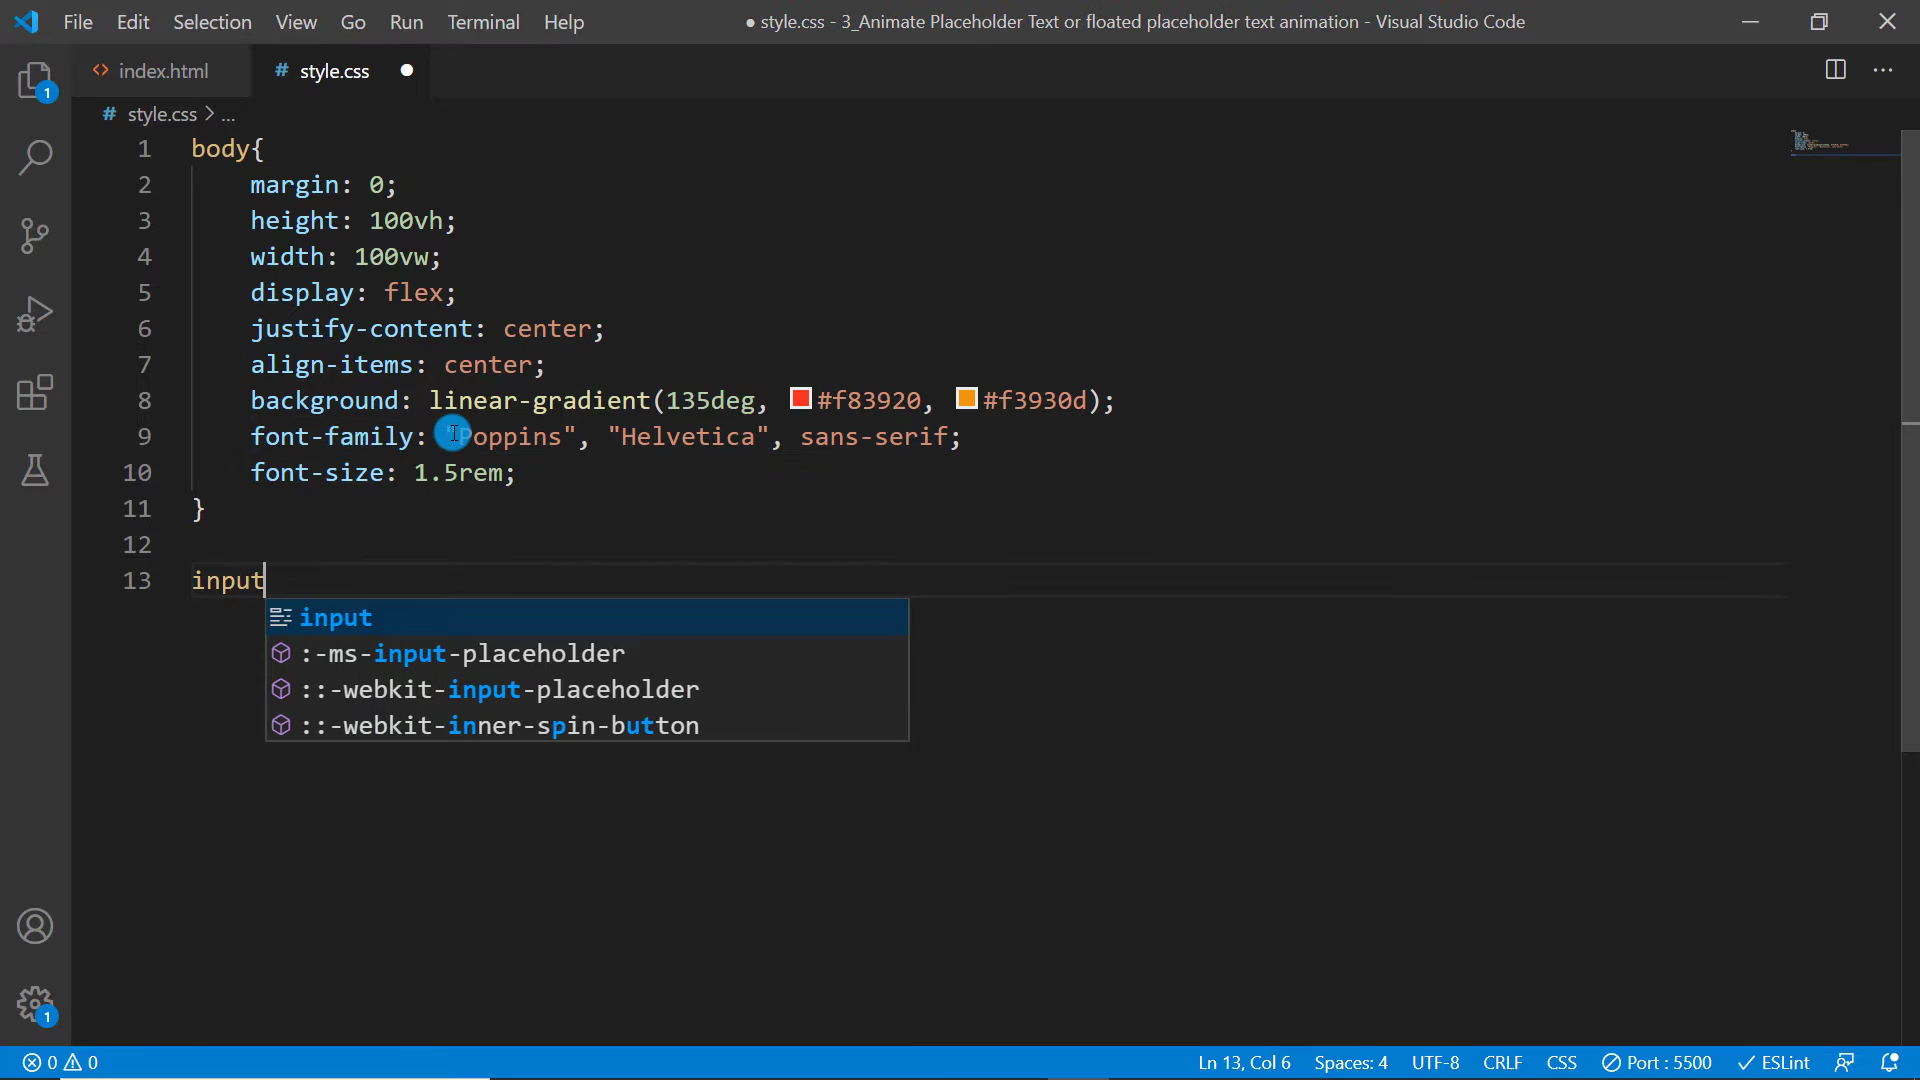 File Edit Selection View Go Run Terminal Help ● style.css - 3_Animate Placeholder Text or floated placeholder text animation - Visual Studio Code
1 <> index.html # style.css ●
# style.css > ...
1 body{
2 margin: 0;
3 height: 100vh;
4 width: 100vw;
5 display: flex;
6 justify-content: center;
7 align-items: center;
8 background: linear-gradient(135deg, #f83920, #f3930d);
9 font-family: "Poppins", "Helvetica", sans-serif;
10 font-size: 1.5rem;
11 }
12
13 input
input
:-ms-input-placeholder
::-webkit-input-placeholder
::-webkit-inner-spin-button
1
0 0 Ln 13, Col 6 Spaces: 4 UTF-8 CRLF CSS Port : 5500 ESLint